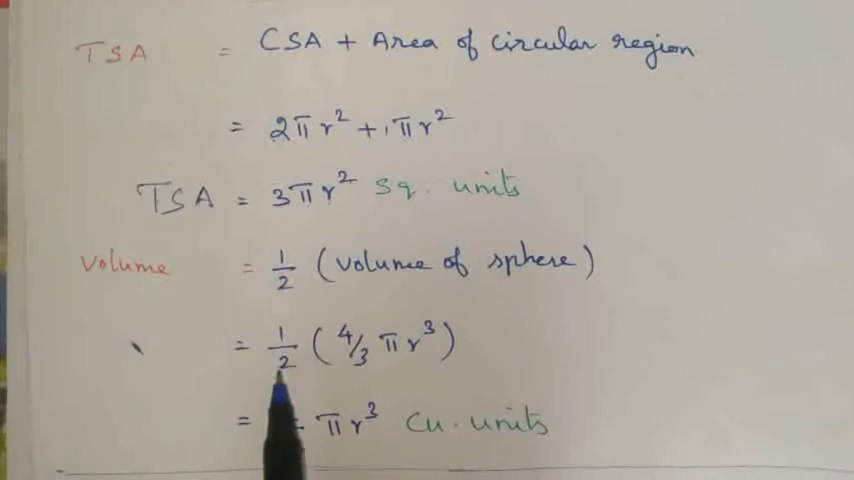 TSA = CSA + Area of circular region
= 2πr² + 1πr²
TSA = 3πr² sq. units
Volume = 1/2 (volume of sphere)
= 1/2 (4/3 πr³)
= πr³ cu. units